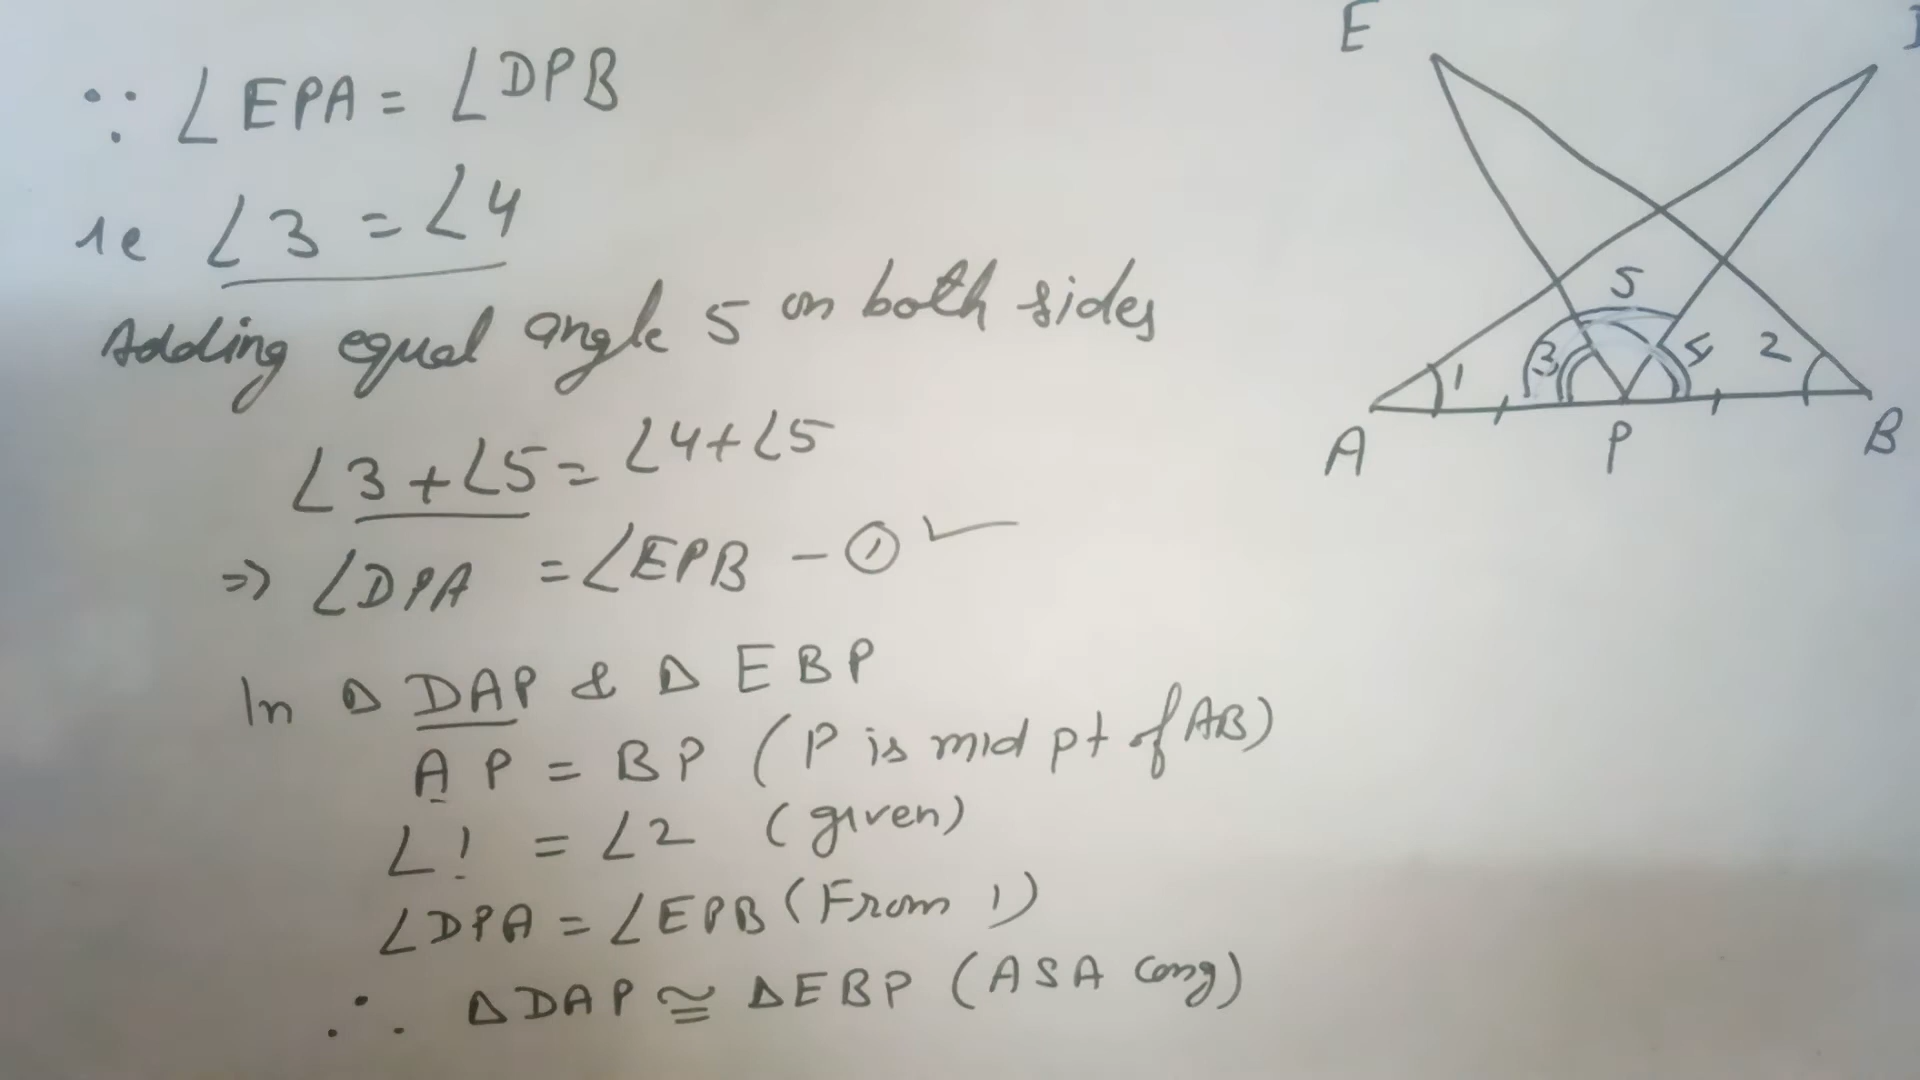 ∵ ∠EPA = ∠DPB
ie ∠3 = ∠4
Adding equal angle 5 on both sides
∠3 + ∠5 = ∠4 + ∠5
⇒ ∠DPA = ∠EPB - ①
In Δ DAP & Δ EBP
AP = BP (P is mid pt of AB)
∠1 = ∠2 (given)
∠DPA = ∠EPB (From 1)
∴ ΔDAP ≅ ΔEBP (ASA cong)
E
5
1
3
4
2
A
P
B